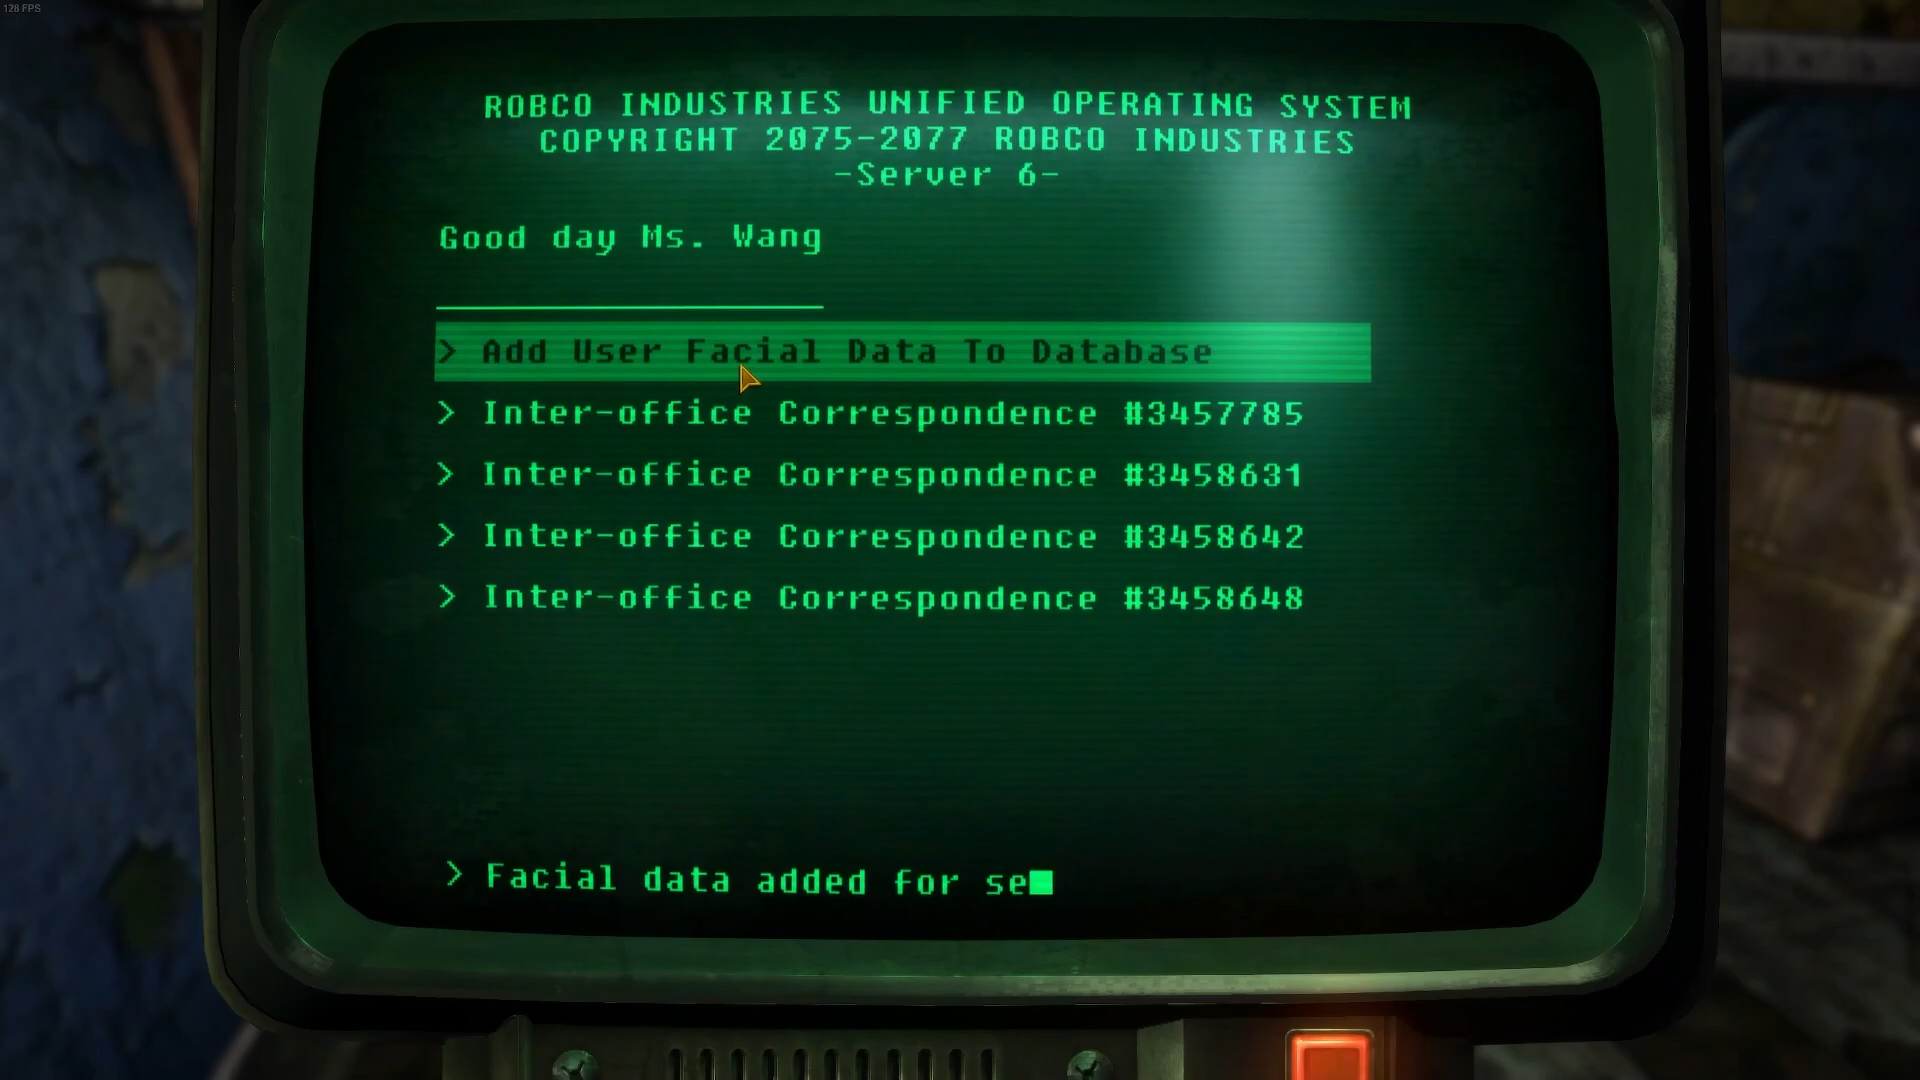 128 FPS
ROBCO INDUSTRIES UNIFIED OPERATING SYSTEM
COPYRIGHT 2075-2077 ROBCO INDUSTRIES
-Server 6-
Good day Ms. Wang
> Add User Facial Data To Database
> Inter-office Correspondence #3457785
> Inter-office Correspondence #3458631
> Inter-office Correspondence #3458642
> Inter-office Correspondence #3458648
> Facial data added for se